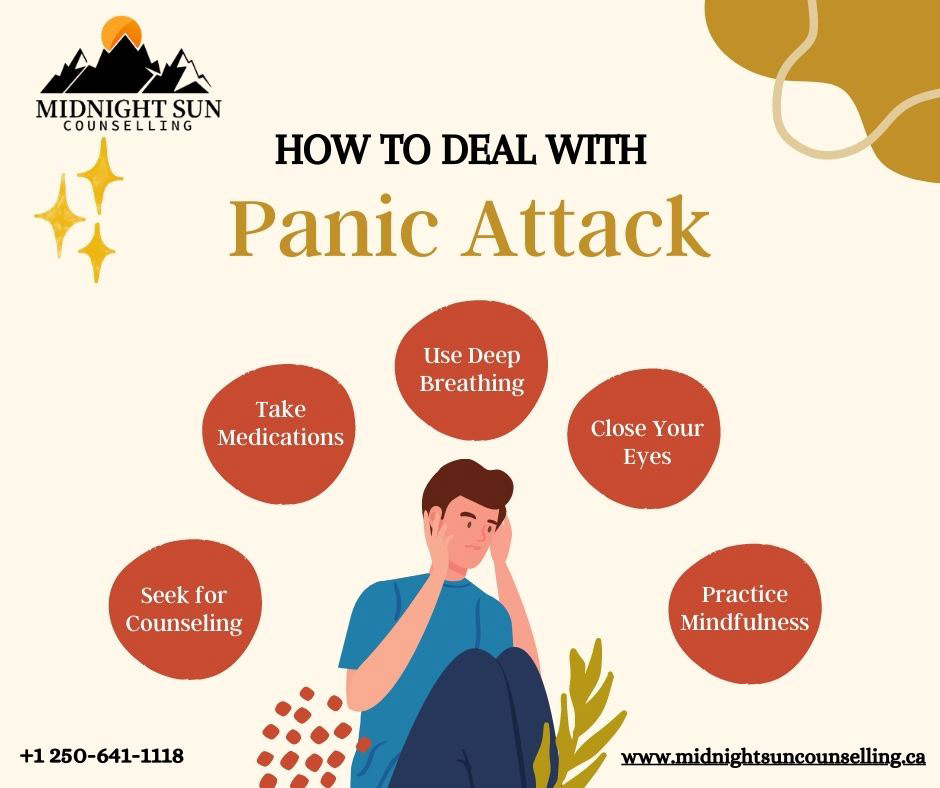 MIDNIGHT SUN
COUNSELLING
HOW TO DEAL WITH
Panic Attack
Use Deep
Breathing
Take
Medications
Close Your
Eyes
Seek for
Counseling
Practice
Mindfulness
+1 250-641-1118
www.midnightsuncounselling.ca